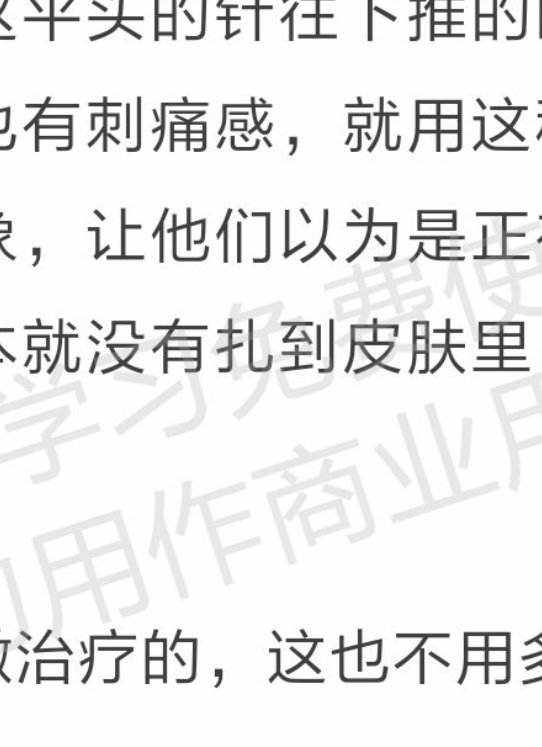 平头的针往下推的
也有刺痛感，就用这
象，让他们以为是正
本就没有扎到皮肤里
学习免费使
用作商业用
做治疗的，这也不用多